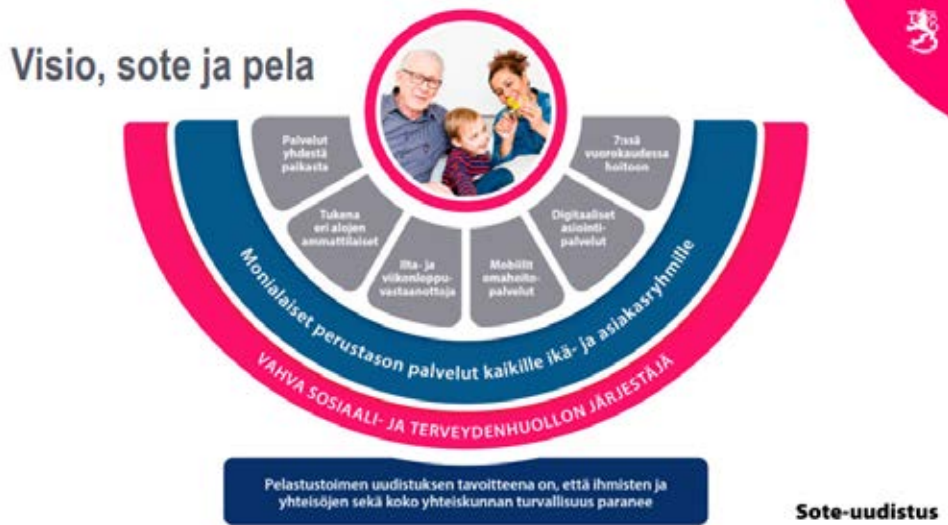 Visio, sote ja pela
Palvelut
yhdestä
paikasta
Tukena
eri alojen
ammattilaiset
Ilta- ja
viikonloppu-
vastaanottoja
Mobiilit
omahoito-
palvelut
Digitaaliset
asiointi-
palvelut
7:ssä
vuorokaudessa
hoitoon
Monialaiset perustason palvelut kaikille ikä- ja asiakasryhmille
VAHVA SOSIAALI- JA TERVEYDENHUOLLON JÄRJESTÄJÄ
Pelastustoimen uudistuksen tavoitteena on, että ihmisten ja
yhteisöjen sekä koko yhteiskunnan turvallisuus paranee
Sote-uudistus